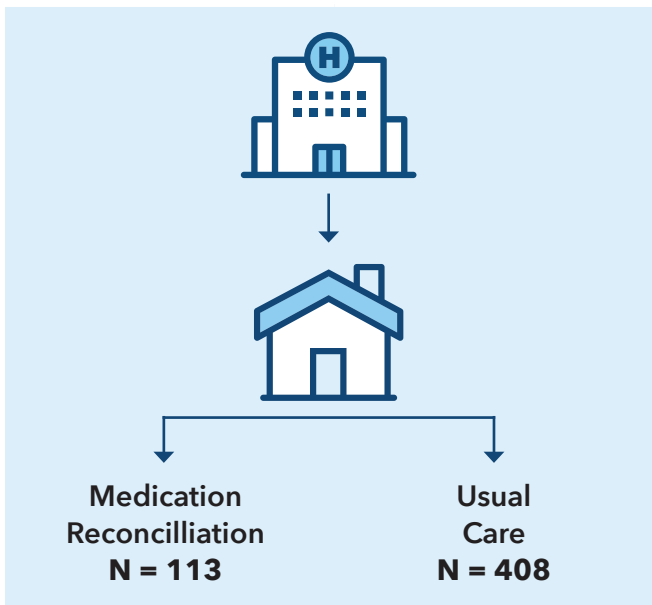 H
Medication
Reconcilliation
N = 113
Usual
Care
N = 408